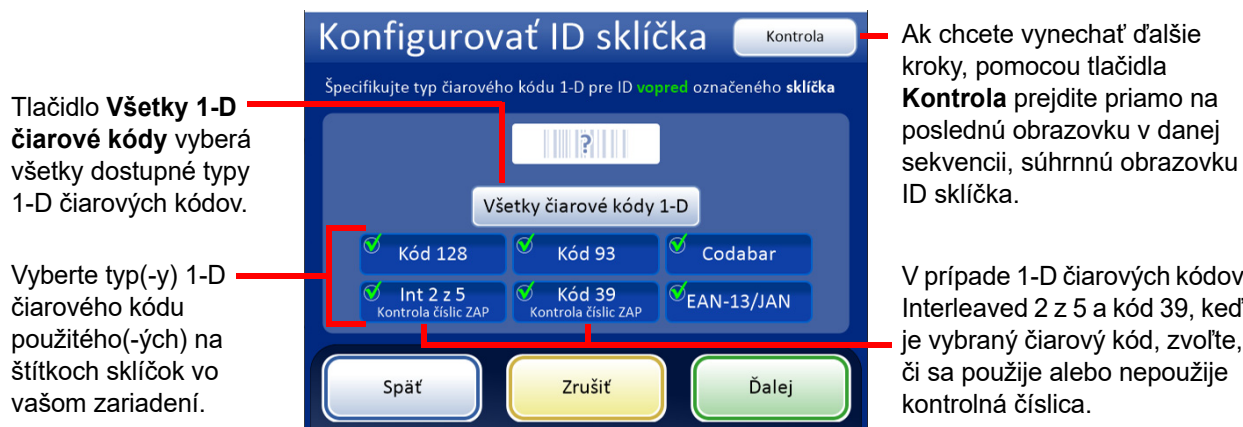 Konfigurovať ID sklíčka
Kontrola
Špecifikujte typ čiarového kódu 1-D pre ID vopred označeného sklíčka
?
Všetky čiarové kódy 1-D
Kód 128
Kód 93
Codabar
Int 2 z 5
Kontrola číslic ZAP
Kód 39
Kontrola číslic ZAP
EAN-13/JAN
Späť
Zrušiť
Ďalej
Tlačidlo Všetky 1-D
čiarové kódy vyberá
všetky dostupné typy
1-D čiarových kódov.
Vyberte typ(-y) 1-D
čiarového kódu
použitého(-ých) na
štítkoch sklíčok vo
vašom zariadení.
Ak chcete vynechať ďalšie
kroky, pomocou tlačidla
Kontrola prejdite priamo na
poslednú obrazovku v danej
sekvencii, súhrnnú obrazovku
ID sklíčka.
V prípade 1-D čiarových kódov
Interleaved 2 z 5 a kód 39, keď
je vybraný čiarový kód, zvoľte,
či sa použije alebo nepoužije
kontrolná číslica.